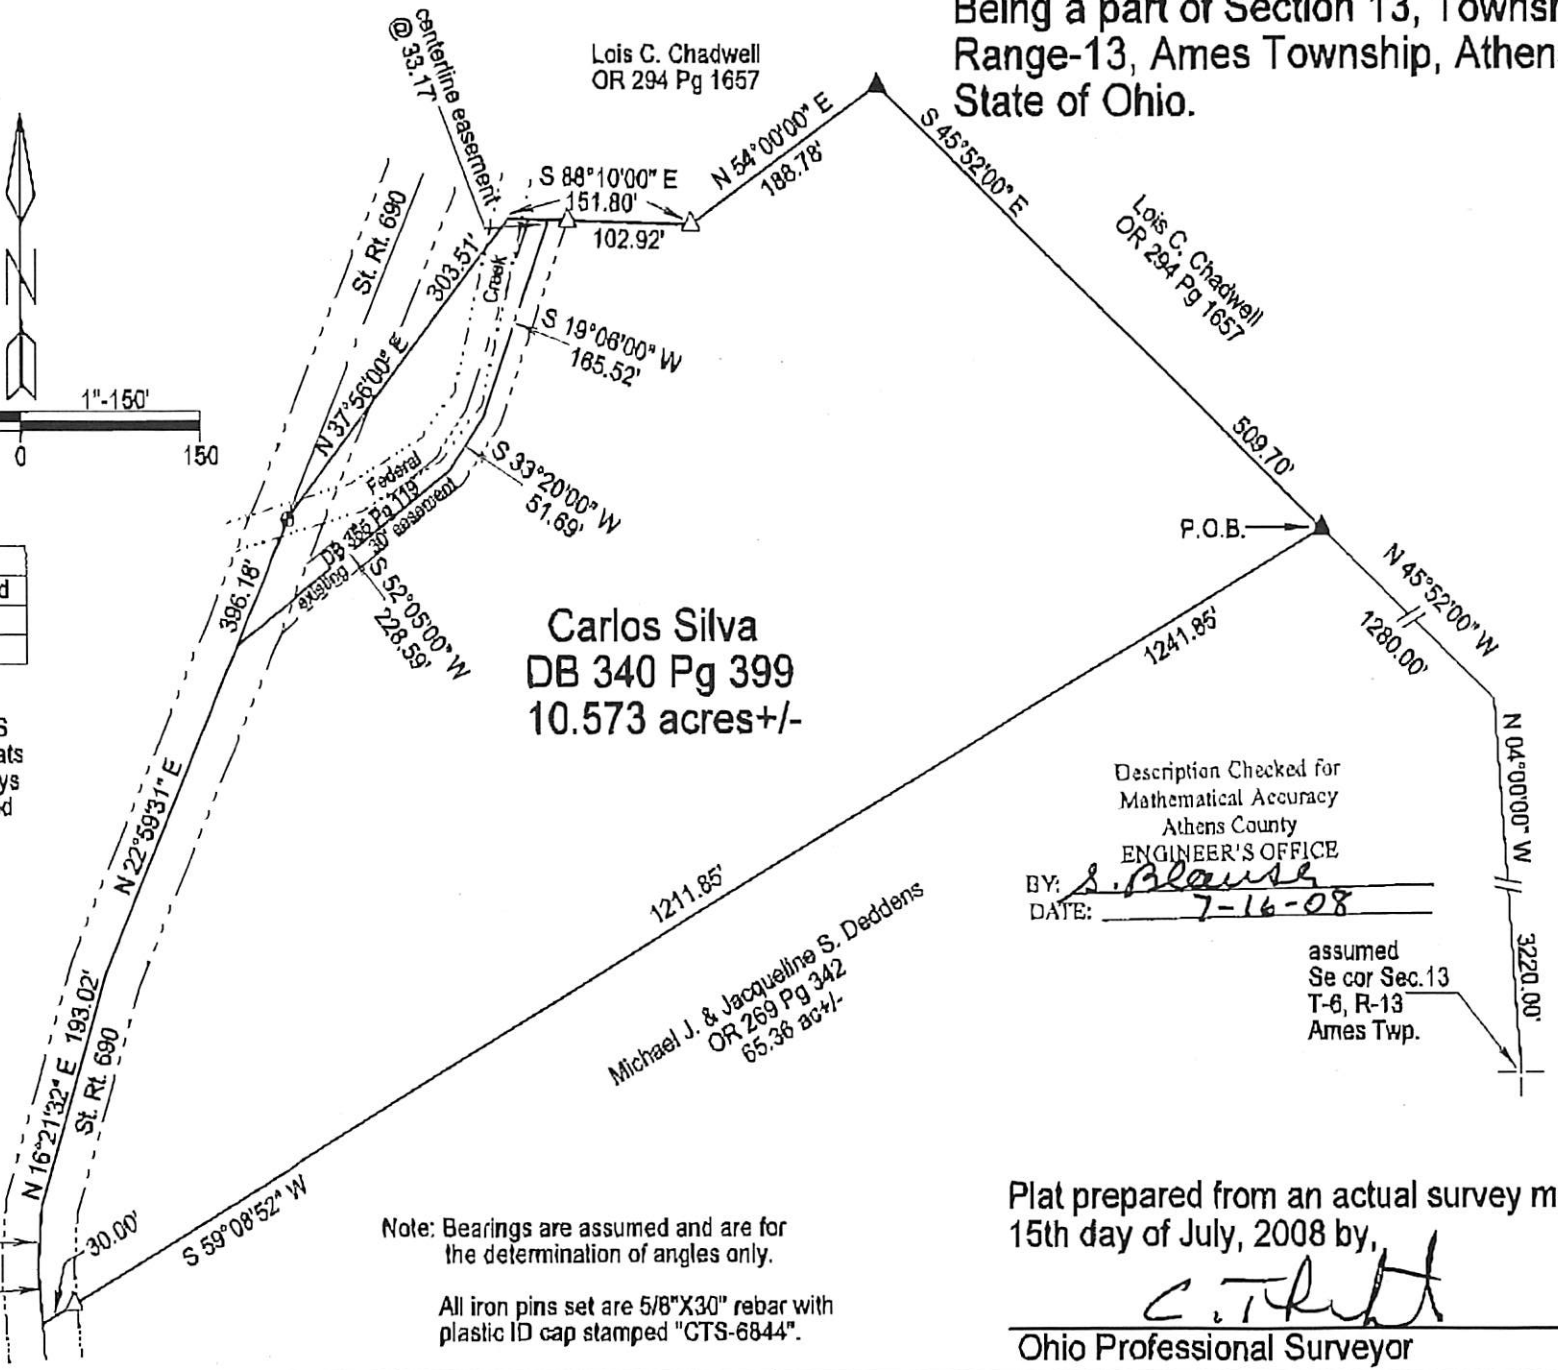 Being a part of Section 13,
Range-13, Ames Township,
State of Ohio.
centerline easement
@ 33.17'
Lois C. Chadwell
OR 294 Pg 1657
N 54°00'00" E
188.78'
S 45°52'00" E
509.70'
S 88°10'00" E
151.80'
102.92'
Lois C. Chadwell
OR 294 Pg 1657
St. Rt. 690
303.51'
Creek
N 37°56'00" E
S 19°06'00" W
165.52'
N
1"-150'
0
150
Federal
DB 355 Pg 119
existing 30' easement
S 33°20'00" W
51.69'
S 52°05'00" W
228.59'
396.18'
P.O.B.
N 45°52'00" W
1280.00'
1241.85'
Carlos Silva
DB 340 Pg 399
10.573 acres+/-
N 22°59'31" E
N 04°00'00" W
3220.00'
Description Checked for
Mathematical Accuracy
Athens County
ENGINEER'S OFFICE
BY:
DATE: 7-16-08
1211.85'
Michael J. & Jacqueline S. Deddens
OR 269 Pg 342
65.36 ac+/-
assumed
Se cor Sec.13
T-6, R-13
Ames Twp.
N 16°21'32" E 193.02'
St. Rt. 690
30.00'
S 59°08'52" W
Note: Bearings are assumed and are for
the determination of angles only.
All iron pins set are 5/8"X30" rebar with
plastic ID cap stamped "CTS-6844".
Plat prepared from an actual survey
15th day of July, 2008 by,
Ohio Professional Surveyor